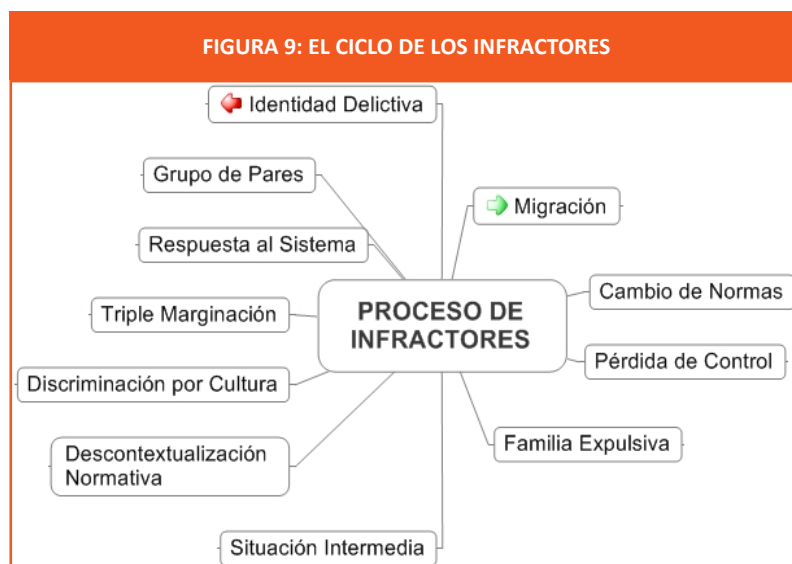 FIGURA 9: EL CICLO DE LOS INFRACTORES
Identidad Delictiva
Grupo de Pares
Migración
Respuesta al Sistema
Cambio de Normas
Triple Marginación
PROCESO DE
INFRACTORES
Pérdida de Control
Discriminación por Cultura
Familia Expulsiva
Descontextualización
Normativa
Situación Intermedia